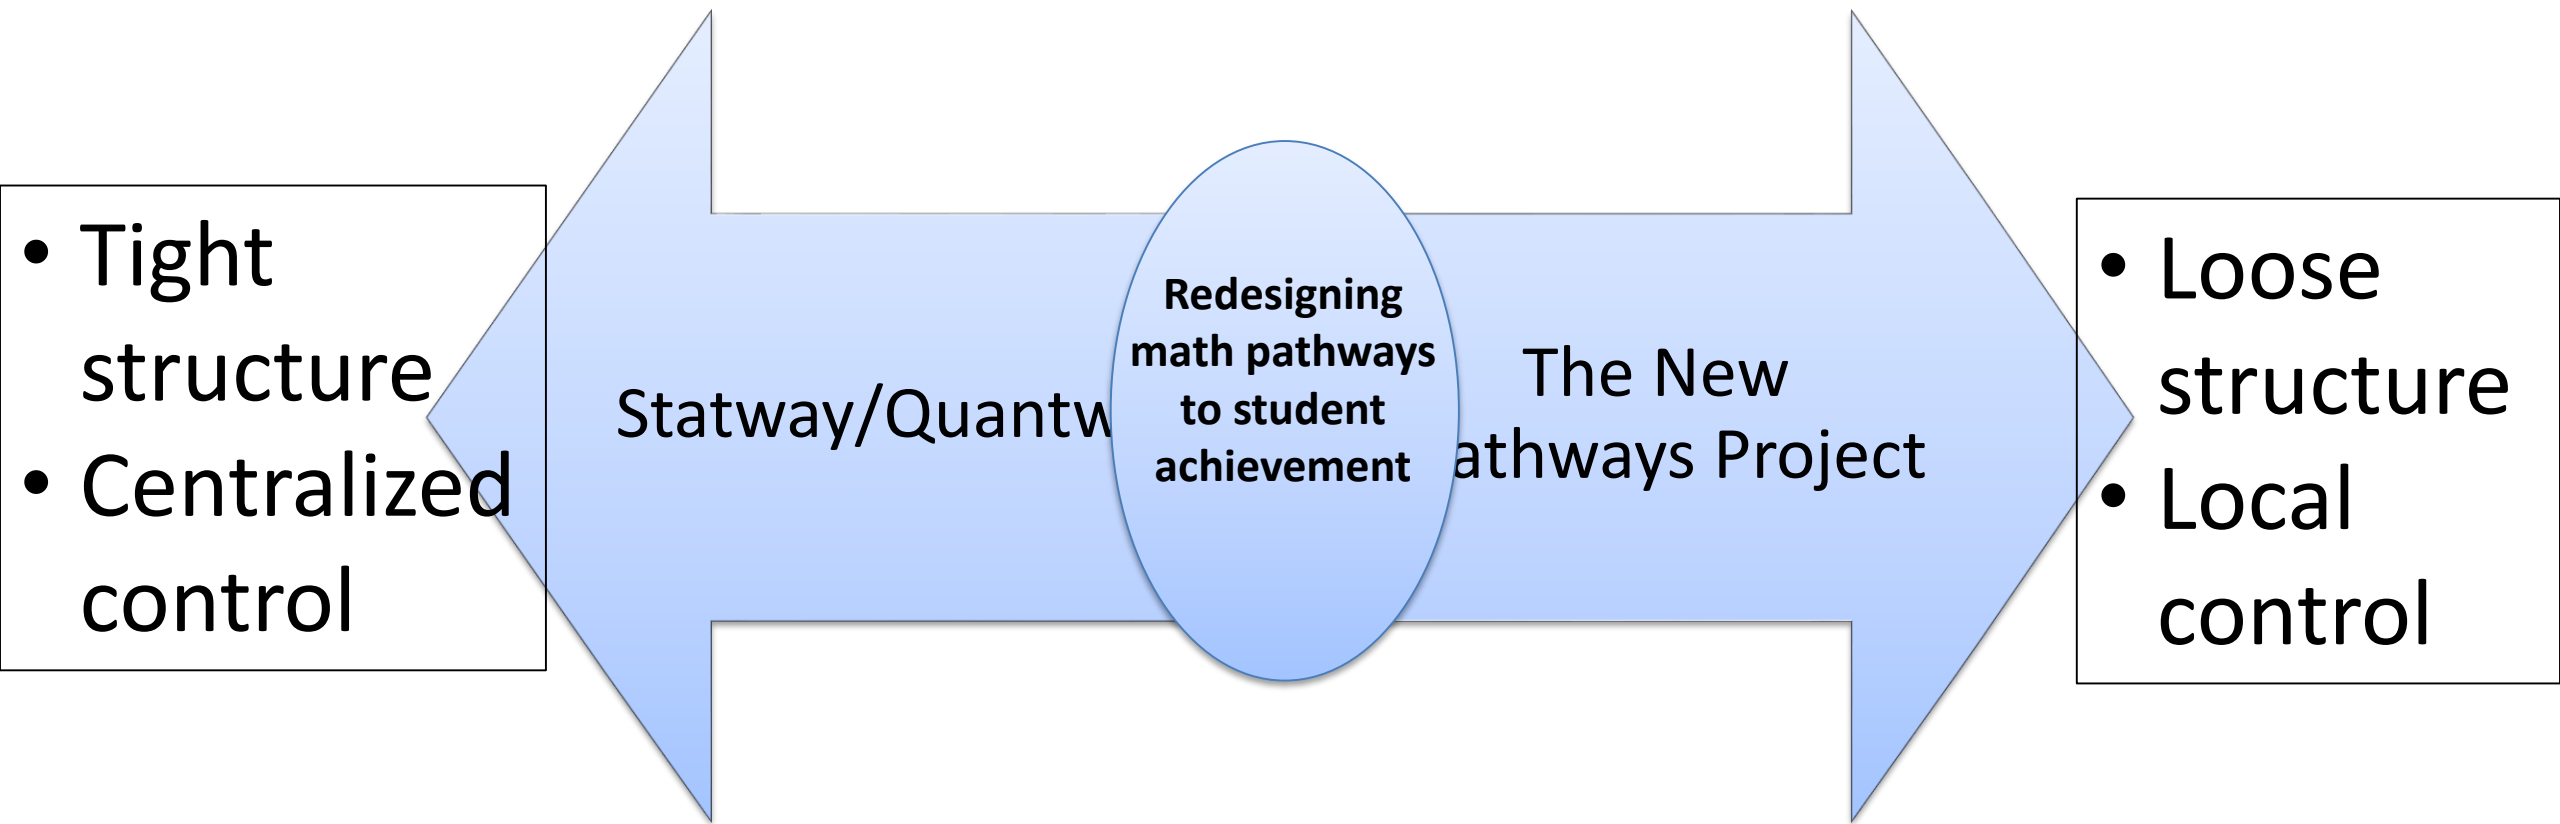 • Tight
structure
• Centralized
control
Statway/Quantw
Redesigning
math pathways
to student
achievement
The New
athways Project
• Loose
structure
• Local
control